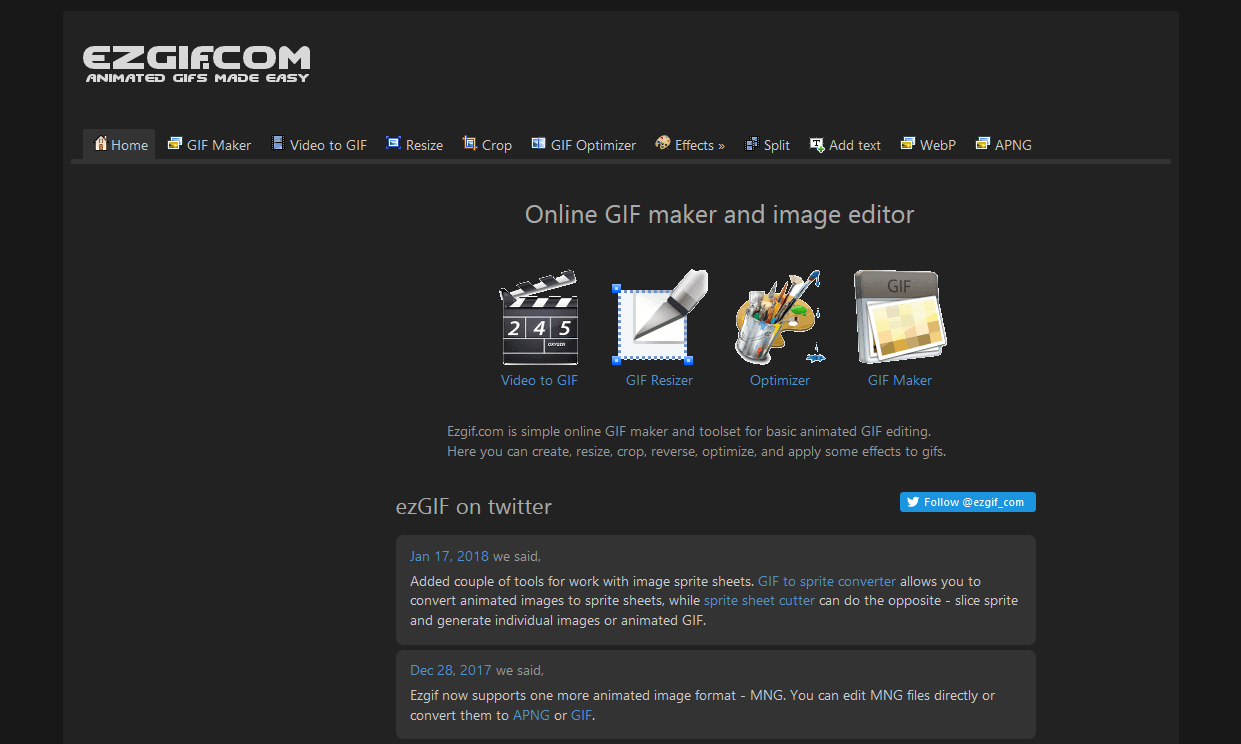 EZGIF.COM
ANIMATED GIFS MADE EASY
Home GIF Maker Video to GIF Resize Crop GIF Optimizer Effects » Split Add text WebP APNG
Online GIF maker and image editor
2 4 5
OXYGEN
GIF
Video to GIF GIF Resizer Optimizer GIF Maker
Ezgif.com is simple online GIF maker and toolset for basic animated GIF editing.
Here you can create, resize, crop, reverse, optimize, and apply some effects to gifs.
ezGIF on twitter
Follow @ezgif_com
Jan 17, 2018 we said,
Added couple of tools for work with image sprite sheets. GIF to sprite converter allows you to
convert animated images to sprite sheets, while sprite sheet cutter can do the opposite - slice sprite
and generate individual images or animated GIF.
Dec 28, 2017 we said,
Ezgif now supports one more animated image format - MNG. You can edit MNG files directly or
convert them to APNG or GIF.